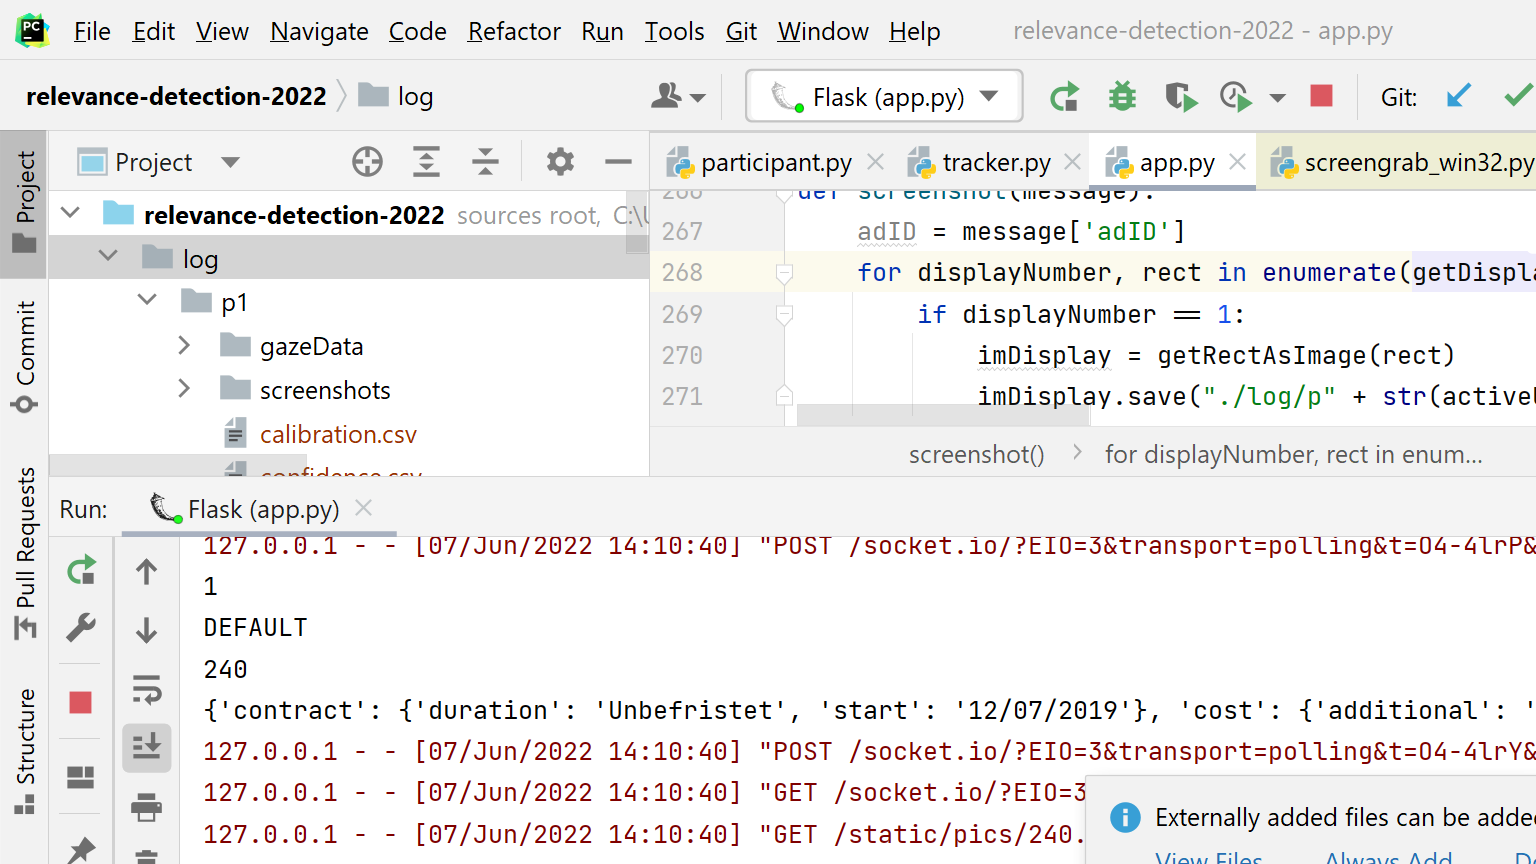 PC File Edit View Navigate Code Refactor Run Tools Git Window Help relevance-detection-2022 - app.py
relevance-detection-2022 log Flask (app.py) Git:
Project
participant.py tracker.py app.py screengrab_win32.py
Project
Commit
Pull Requests
Structure
relevance-detection-2022 sources root, C:\
log
p1
gazeData
screenshots
calibration.csv
confidence.csv
266 def screenshot(message):
267 adID = message['adID']
268 for displayNumber, rect in enumerate(getDispla
269 if displayNumber == 1:
270 imDisplay = getRectAsImage(rect)
271 imDisplay.save("./log/p" + str(active
screenshot() for displayNumber, rect in enum...
Run: Flask (app.py)
127.0.0.1 - - [07/Jun/2022 14:10:40] "POST /socket.io/?EIO=3&transport=polling&t=O4-4lrP&
1
DEFAULT
240
{'contract': {'duration': 'Unbefristet', 'start': '12/07/2019'}, 'cost': {'additional': '
127.0.0.1 - - [07/Jun/2022 14:10:40] "POST /socket.io/?EIO=3&transport=polling&t=O4-4lrY&
127.0.0.1 - - [07/Jun/2022 14:10:40] "GET /socket.io/?EIO=3
127.0.0.1 - - [07/Jun/2022 14:10:40] "GET /static/pics/240.
Externally added files can be adde
View Files Always Add